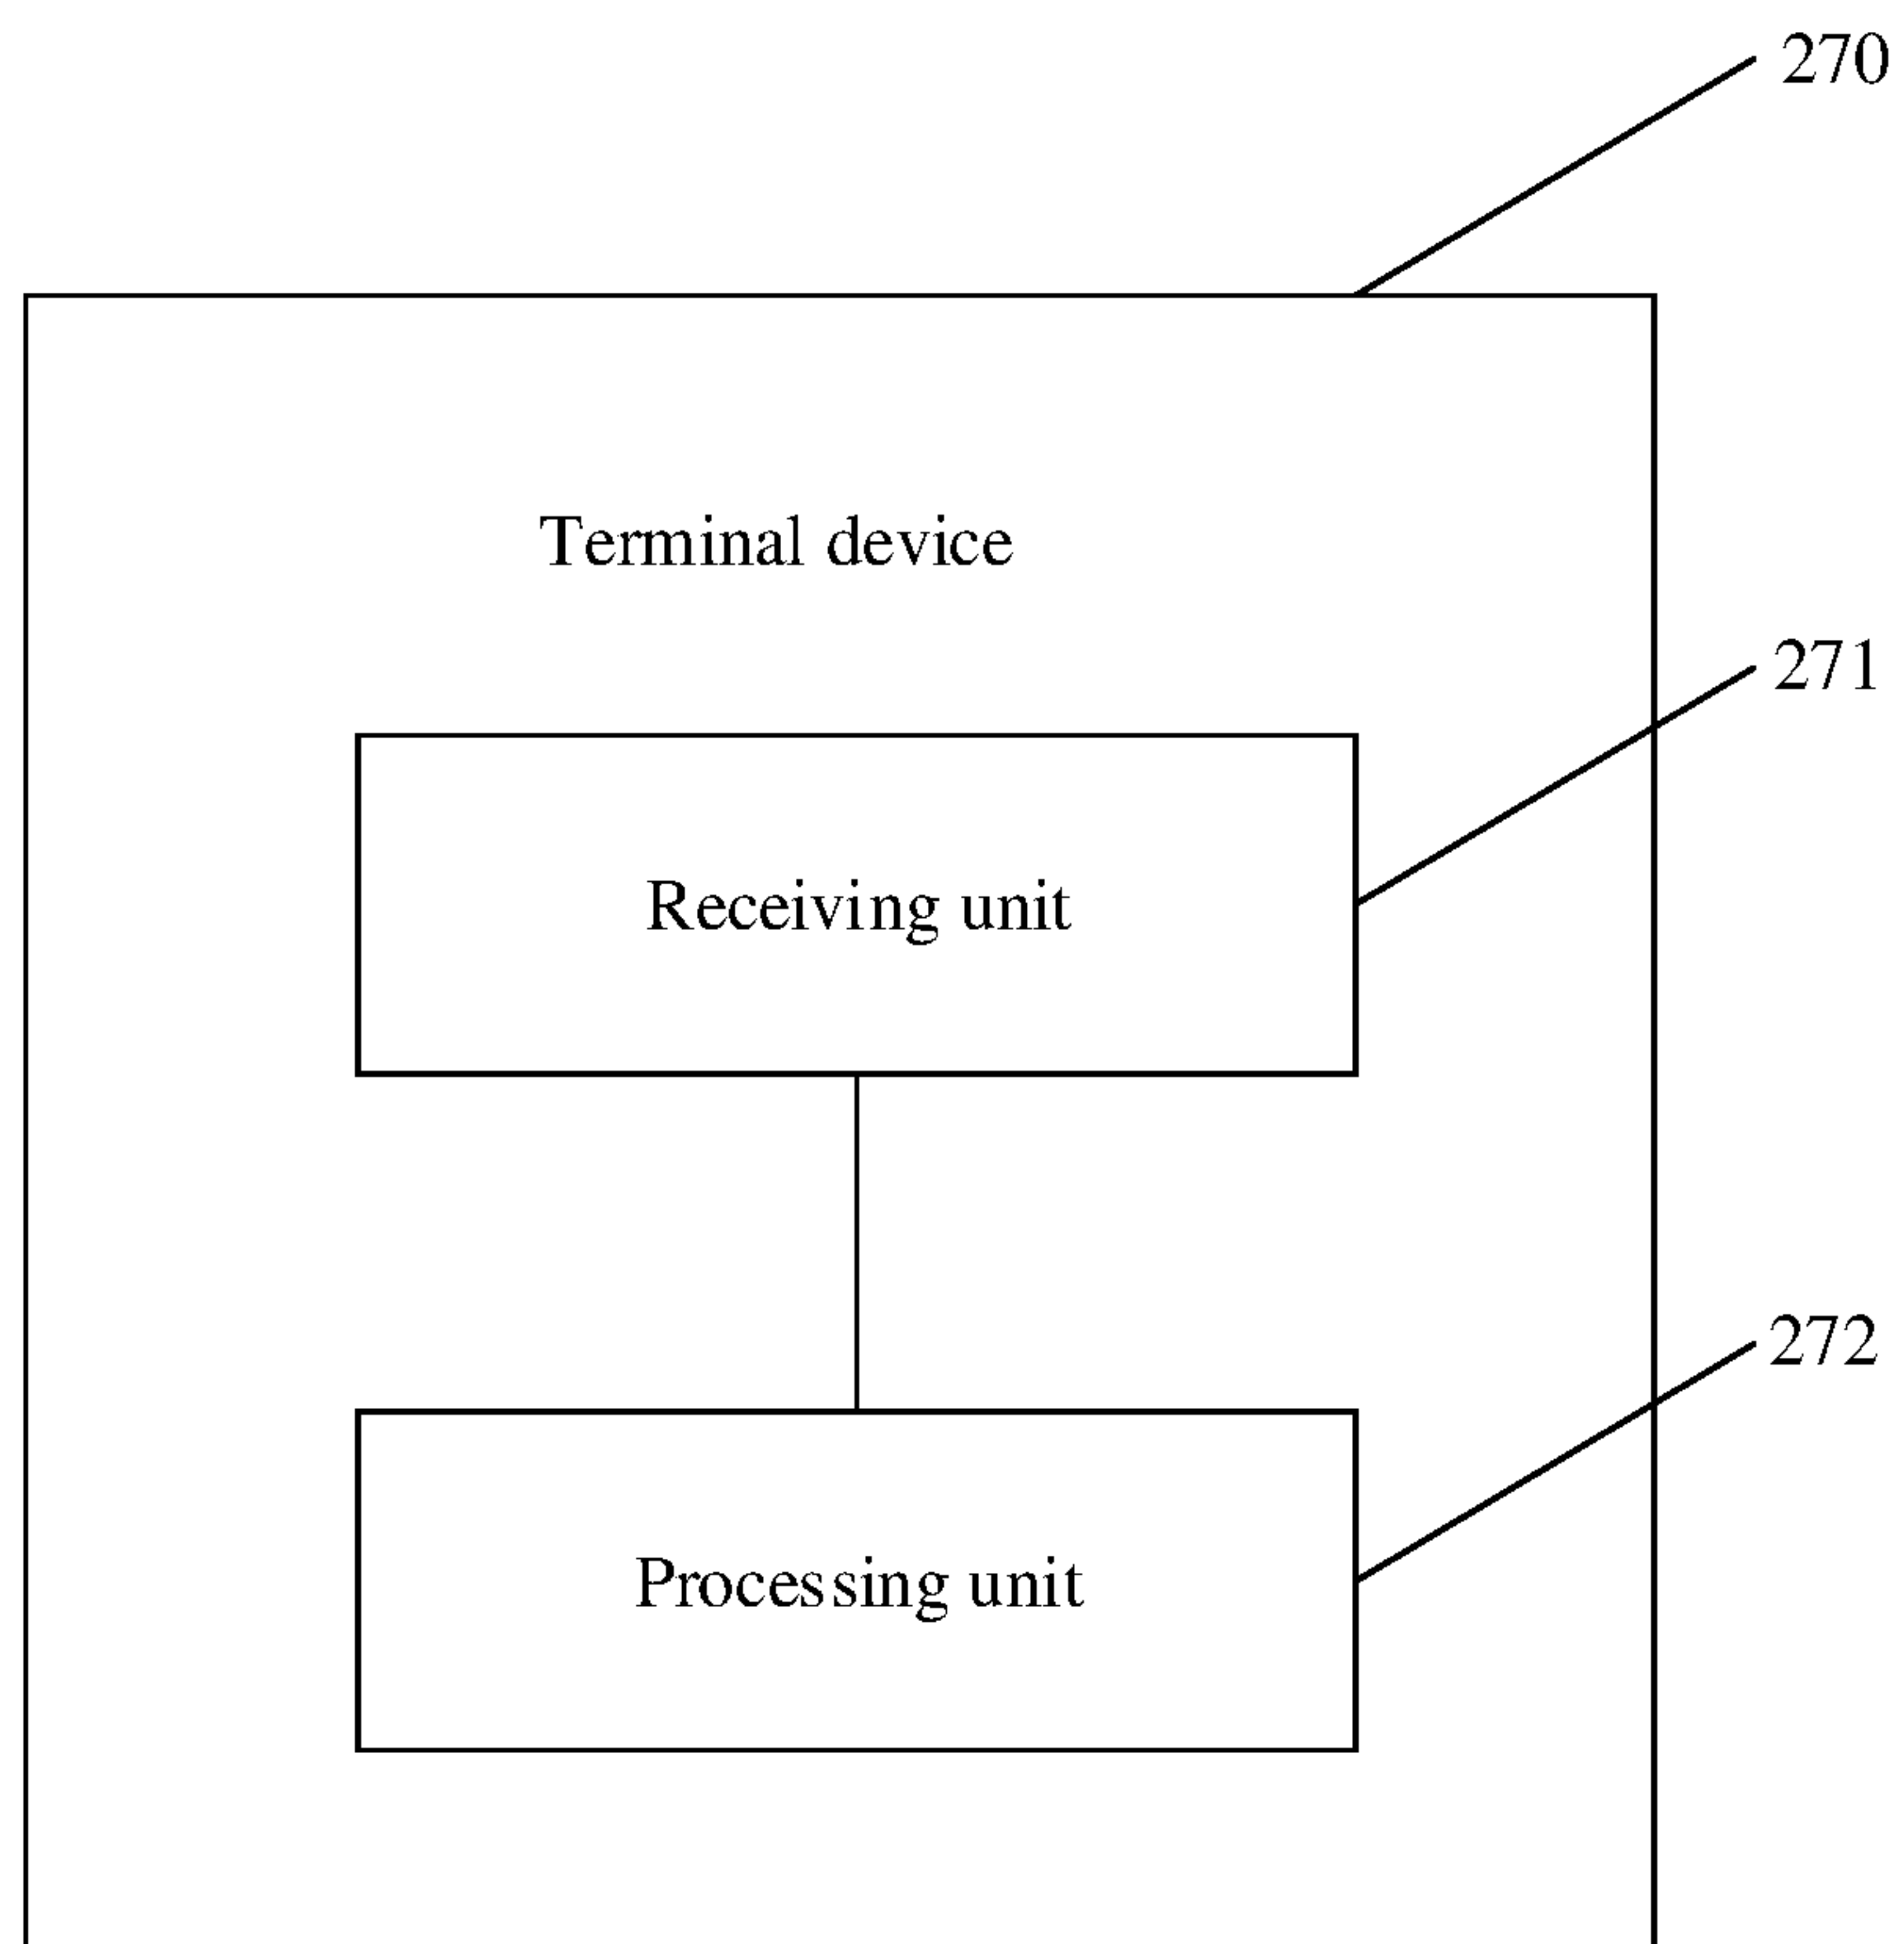 270
Terminal device
271
Receiving unit
272
Processing unit